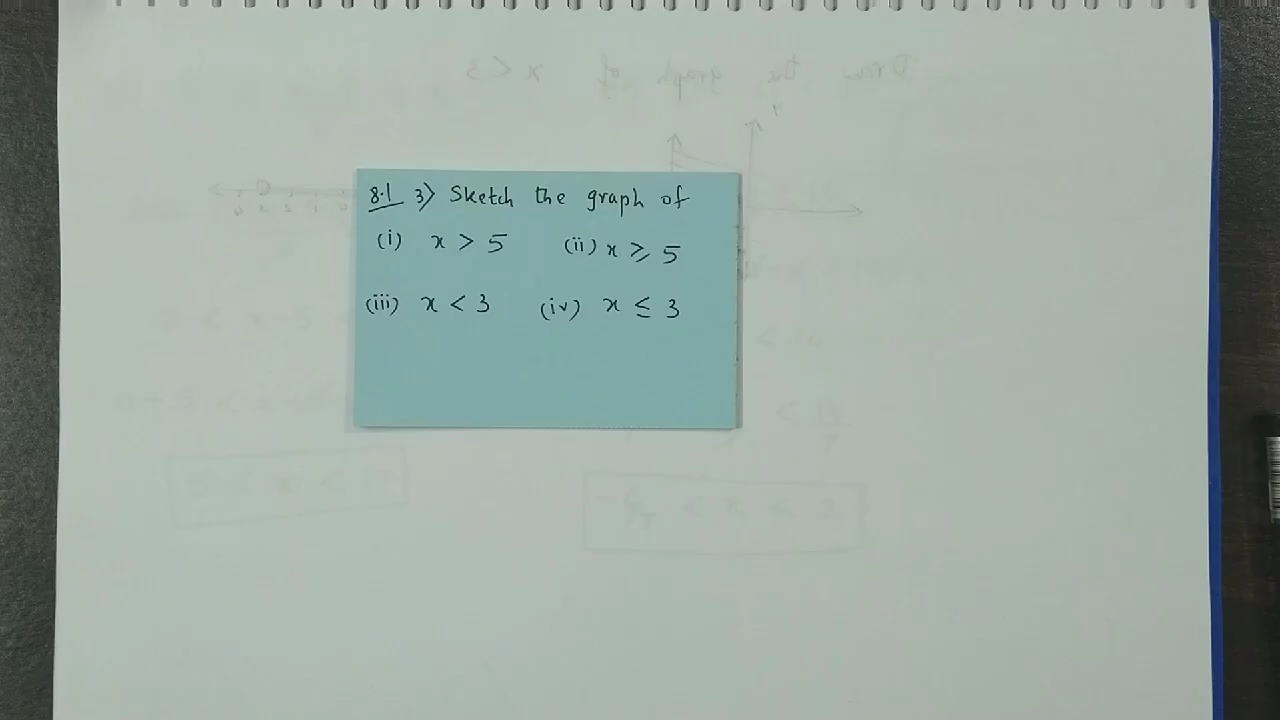 8.1 3) Sketch the graph of
(i) x > 5 (ii) x ≥ 5
(iii) x < 3 (iv) x ≤ 3